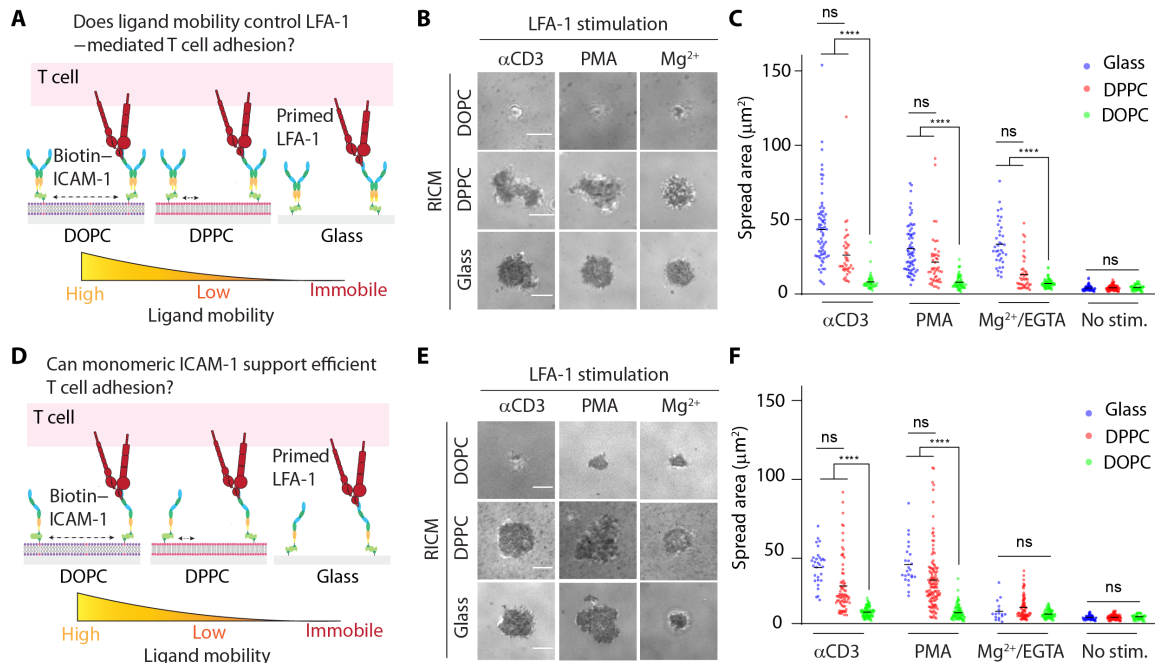 A
Does ligand mobility control LFA-1
−mediated T cell adhesion?
T cell
Primed
LFA-1
Biotin−
ICAM-1
DOPC
DPPC
Glass
High
Low
Immobile
Ligand mobility
B
LFA-1 stimulation
αCD3
PMA
Mg²⁺
RICM
DOPC
DPPC
Glass
C
ns
****
ns
****
ns
****
ns
Glass
DPPC
DOPC
Spread area (μm²)
150
100
50
0
αCD3
PMA
Mg²⁺/EGTA
No stim.
D
Can monomeric ICAM-1 support efficient
T cell adhesion?
T cell
Primed
LFA-1
Biotin−
ICAM-1
DOPC
DPPC
Glass
High
Low
Immobile
Ligand mobility
E
LFA-1 stimulation
αCD3
PMA
Mg²⁺
RICM
DOPC
DPPC
Glass
F
ns
****
ns
****
ns
ns
Glass
DPPC
DOPC
Spread area (μm²)
150
100
50
0
αCD3
PMA
Mg²⁺/EGTA
No stim.